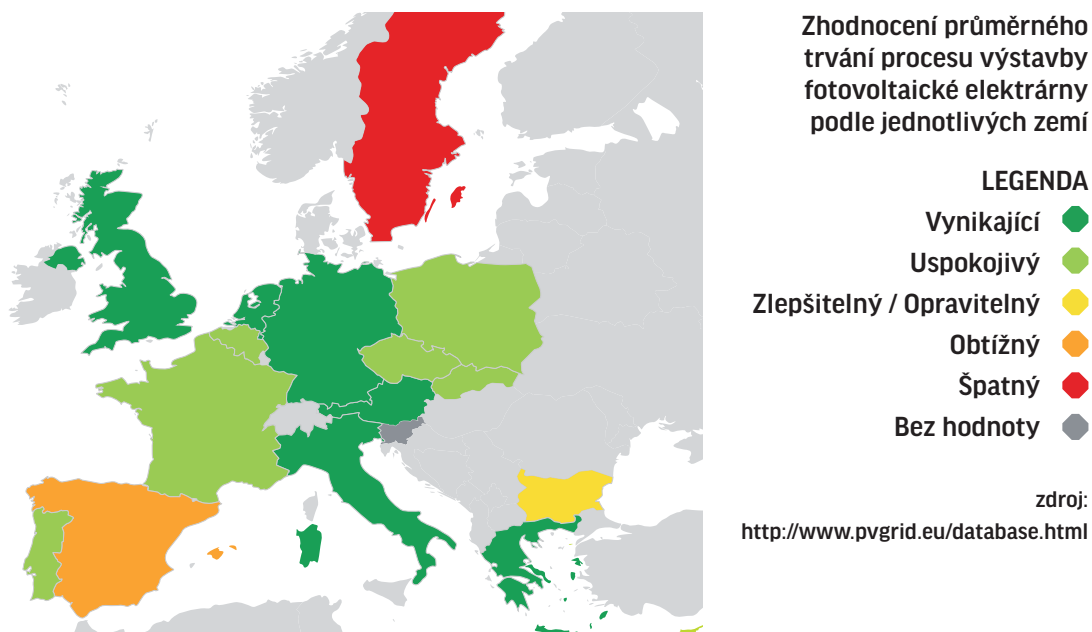 Zhodnocení průměrného
trvání procesu výstavby
fotovoltaické elektrárny
podle jednotlivých zemí
LEGENDA
Vynikající
Uspokojivý
Zlepšitelný / Opravitelný
Obtížný
Špatný
Bez hodnoty
zdroj:
http://www.pvgrid.eu/database.html